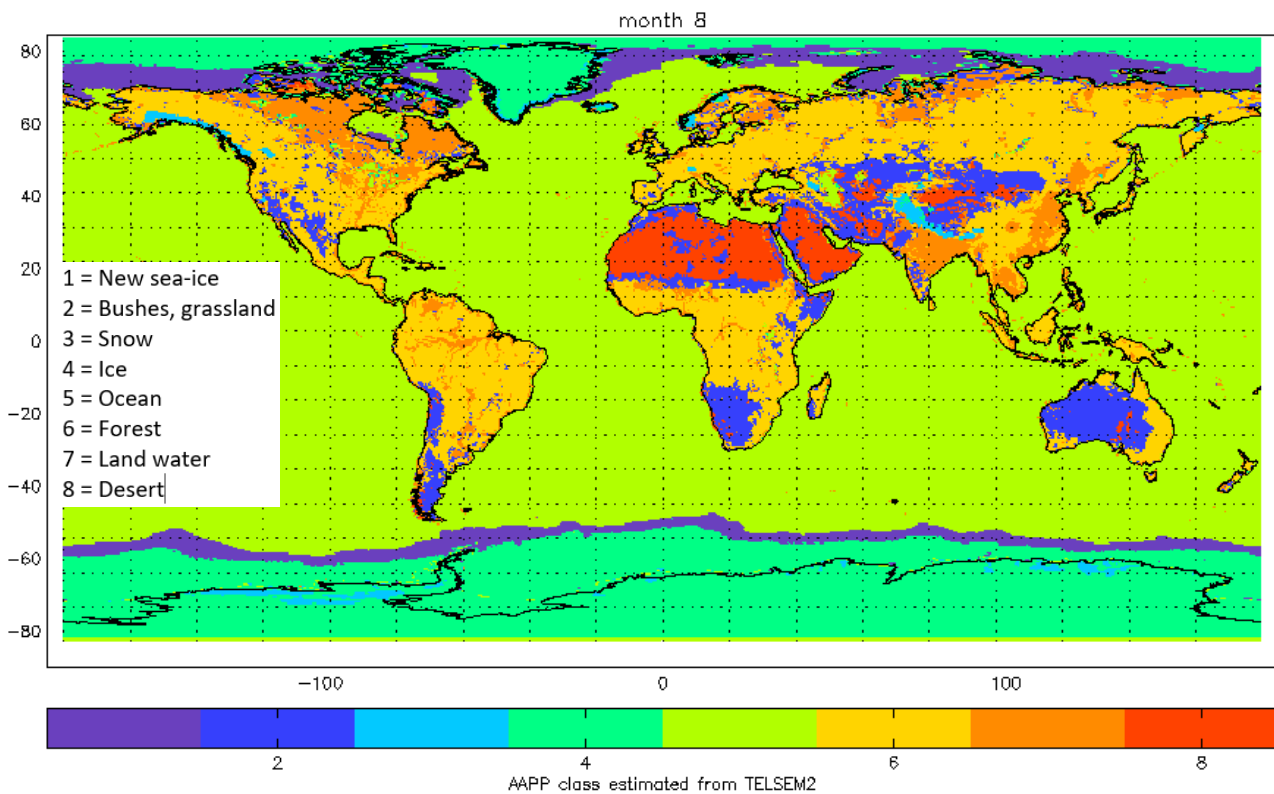 month 8
80
60
40
20
0
−20
−40
−60
−80
1 = New sea-ice
2 = Bushes, grassland
3 = Snow
4 = Ice
5 = Ocean
6 = Forest
7 = Land water
8 = Desert
−100 0 100
2 4 6 8
AAPP class estimated from TELSEM2